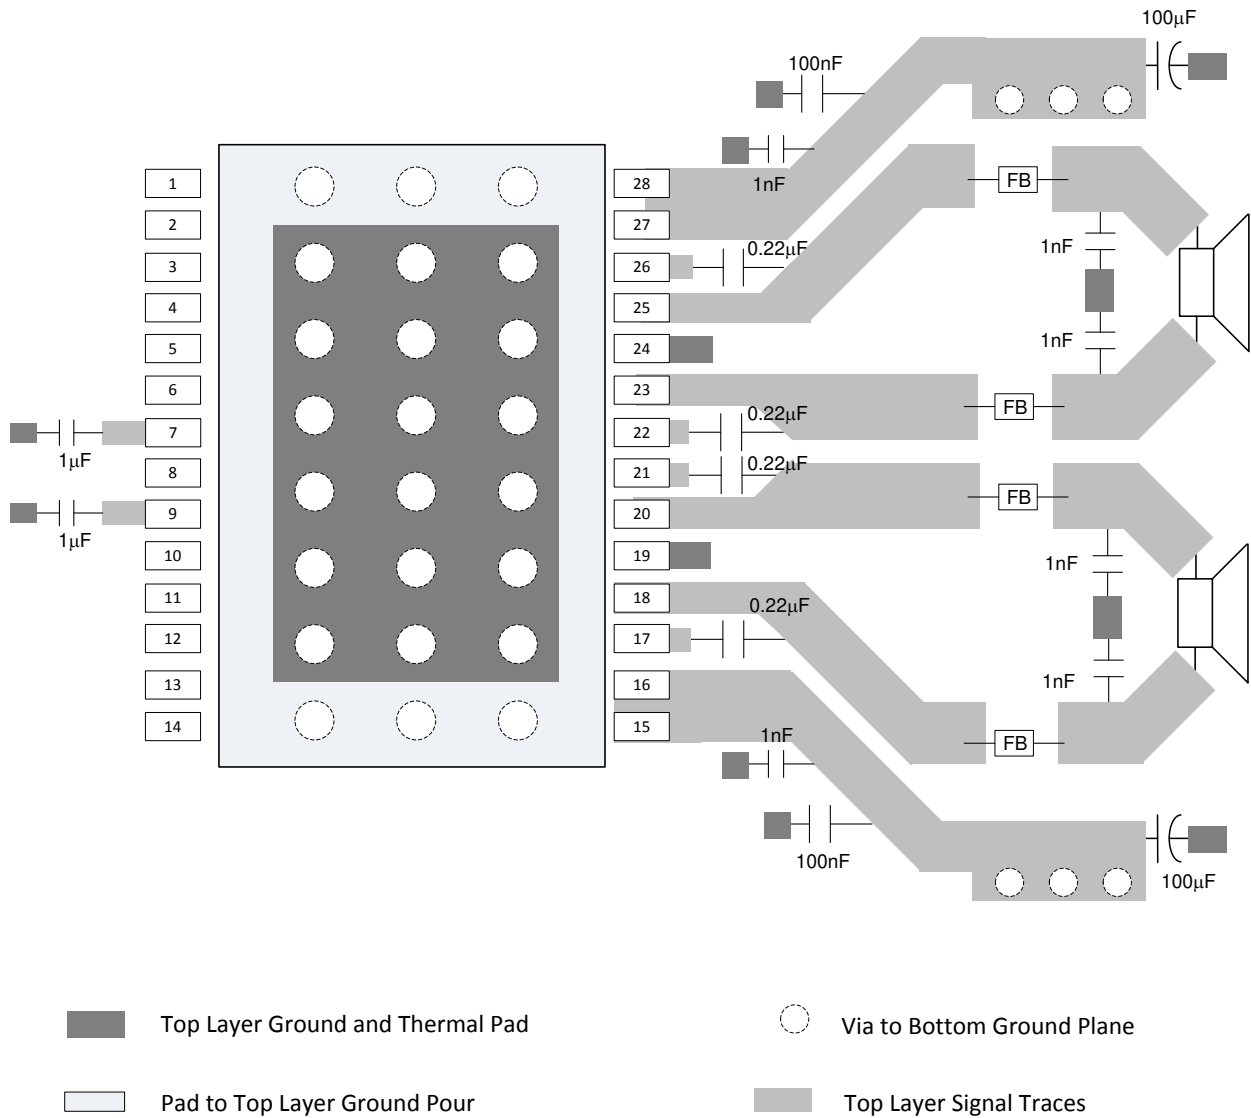 100μF
100nF
1nF
1
2
3
4
5
6
7
8
9
10
11
12
13
14
1μF
1μF
28
27
26
25
24
23
22
21
20
19
18
17
16
15
0.22μF
0.22μF
0.22μF
0.22μF
FB
FB
FB
FB
1nF
1nF
1nF
1nF
1nF
100nF
100μF
Top Layer Ground and Thermal Pad
Via to Bottom Ground Plane
Pad to Top Layer Ground Pour
Top Layer Signal Traces